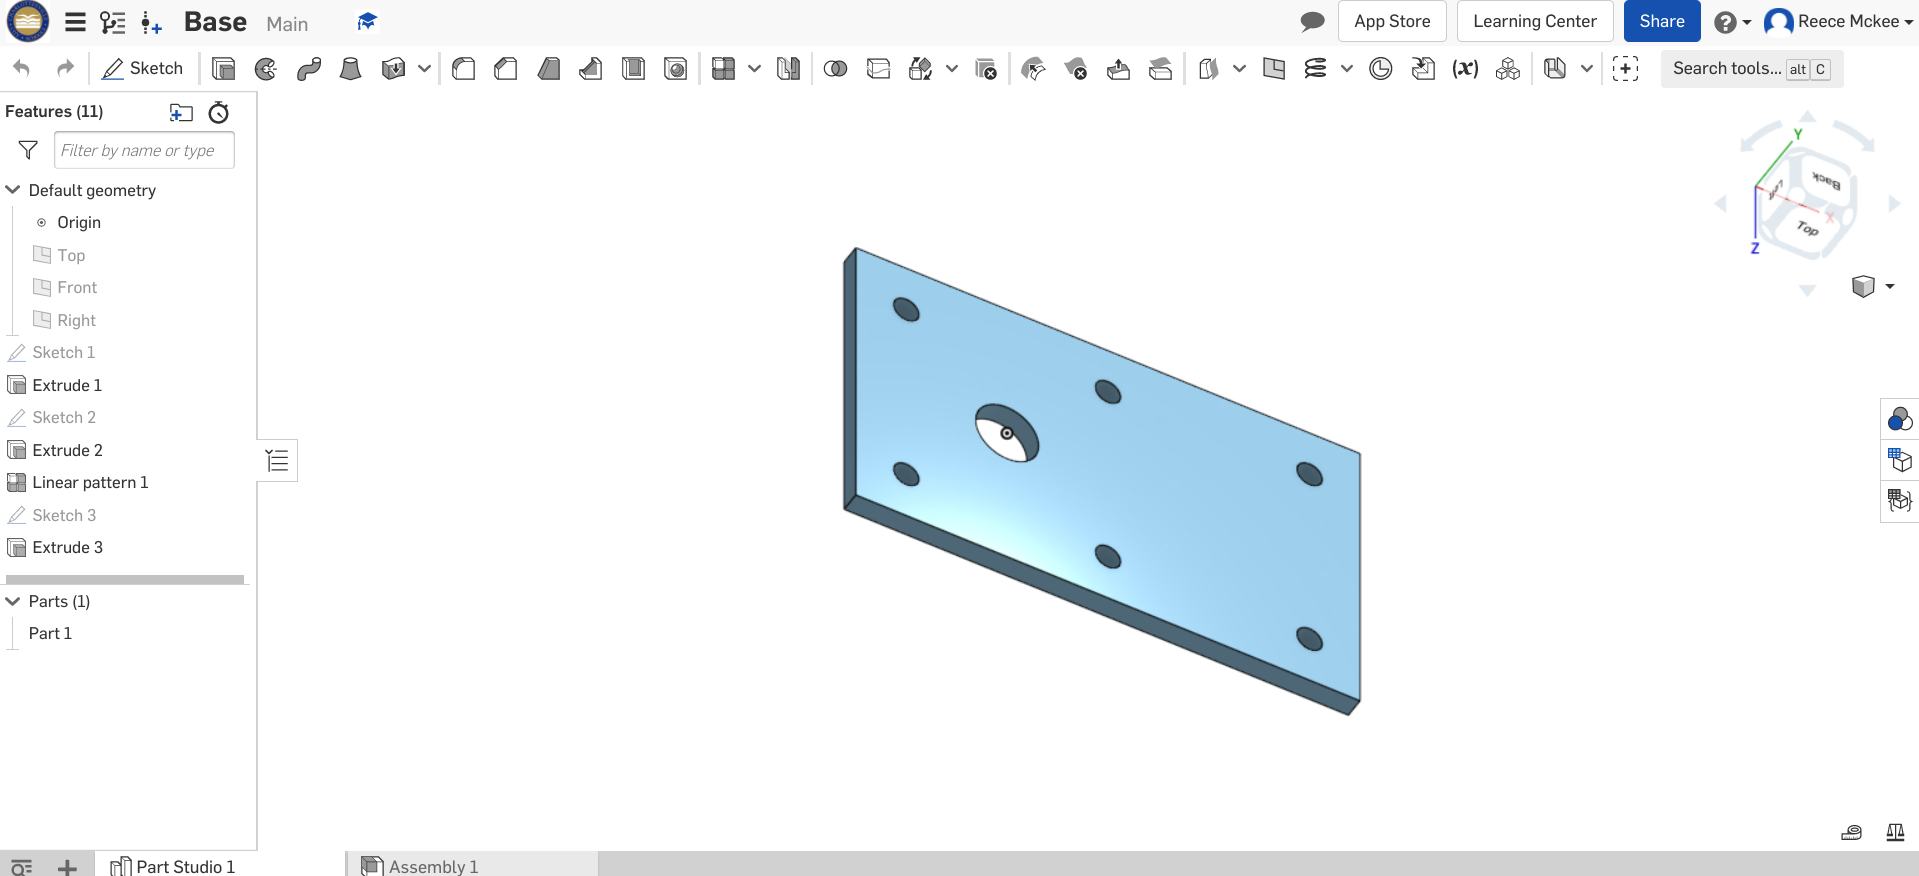 Base Main
App Store
Learning Center
Share
Reece Mckee
Sketch
(x)
Search tools... alt C
Features (11)
Filter by name or type
Default geometry
Origin
Top
Front
Right
Sketch 1
Extrude 1
Sketch 2
Extrude 2
Linear pattern 1
Sketch 3
Extrude 3
Parts (1)
Part 1
Y
Back
X
Top
Z
Part Studio 1
Assembly 1